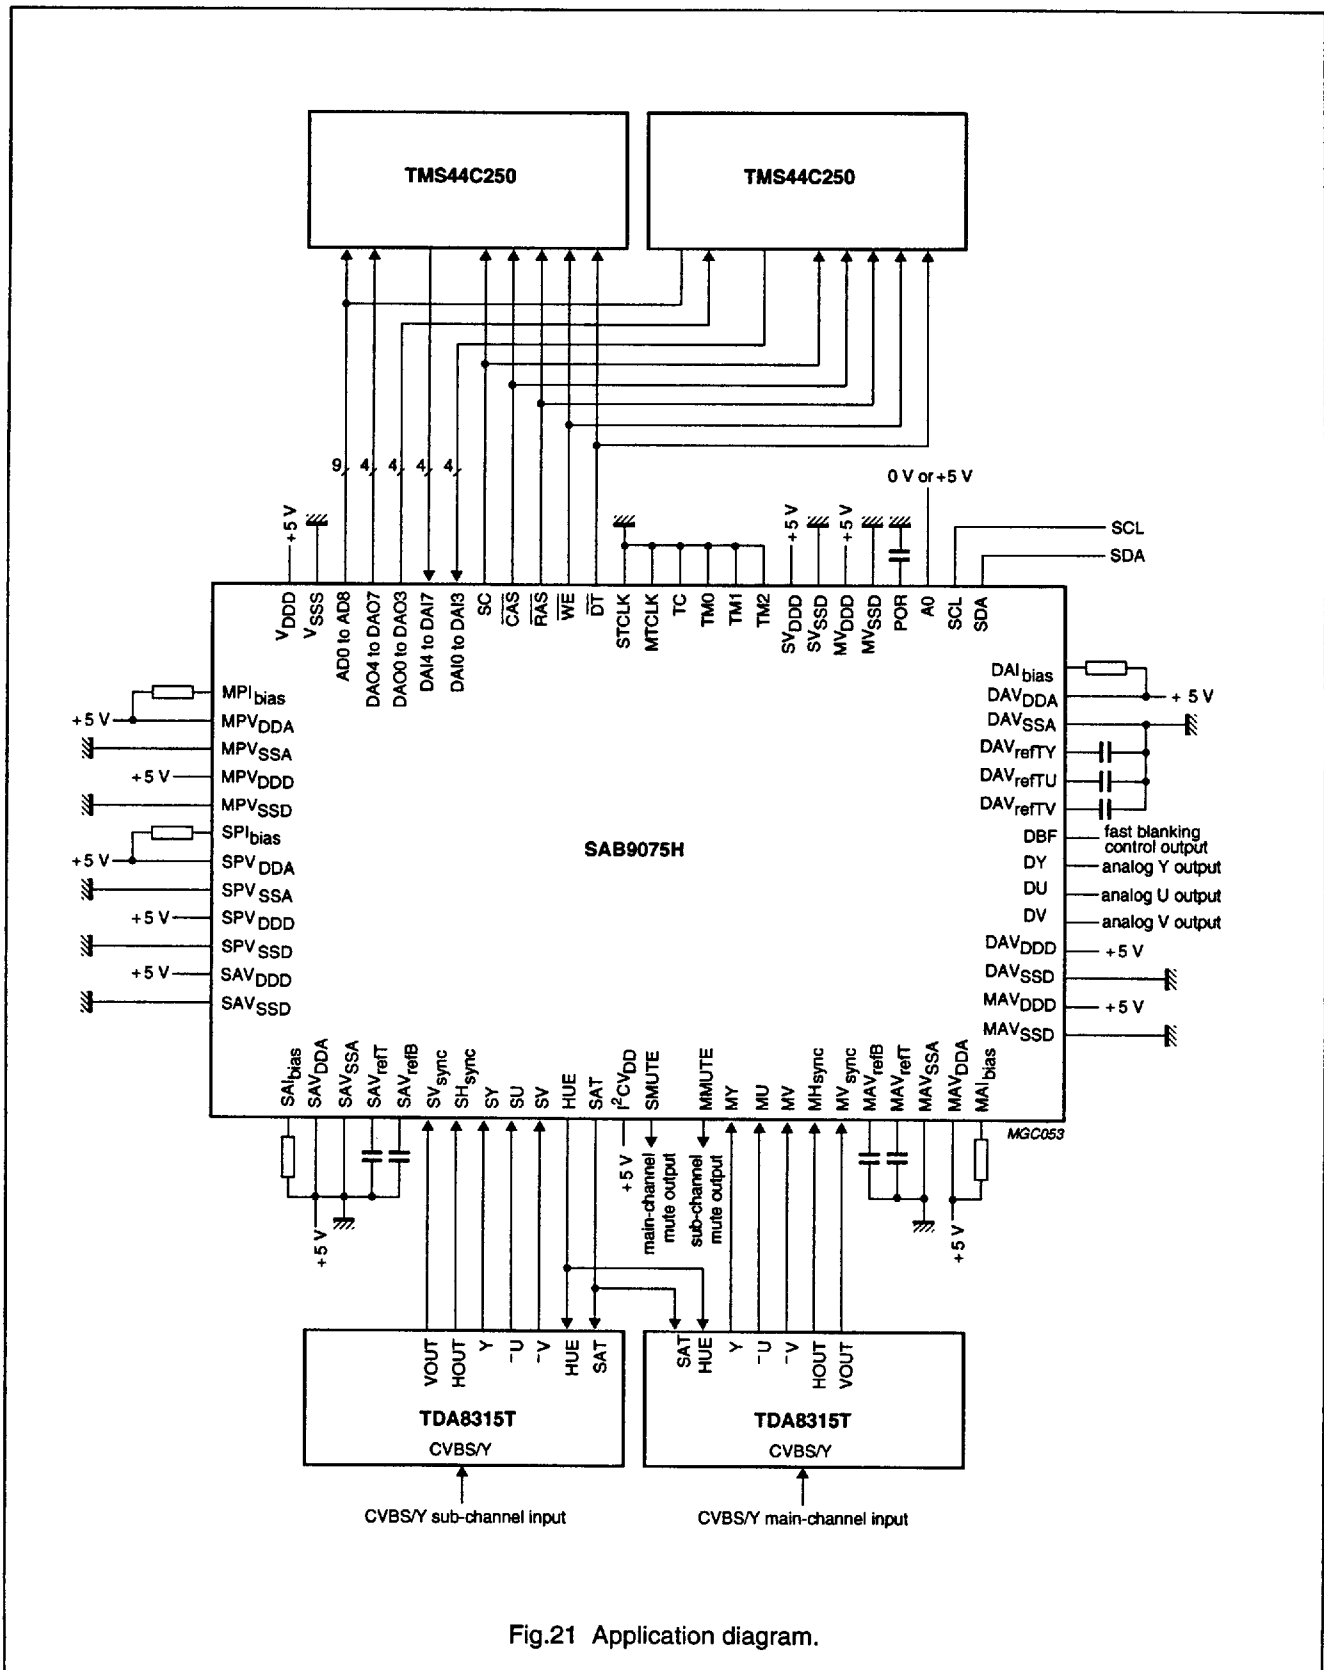 TMS44C250
TMS44C250
9
4
4
4
4
0 V or +5 V
SCL
SDA
+5 V
+5 V
+5 V
VDDD
VSSS
AD0 to AD8
DAO4 to DAO7
DAO0 to DAO3
DAI4 to DAI7
DAI0 to DAI3
SC
CAS
RAS
WE
DT
STCLK
MTCLK
TC
TM0
TM1
TM2
SVDDD
SVSSD
MVDDD
MVSSD
POR
A0
SCL
SDA
MPIbias
+5 V
MPVDDA
MPVSSA
+5 V
MPVDDD
MPVSSD
SPIbias
+5 V
SPVDDA
SPVSSA
+5 V
SPVDDD
SPVSSD
+5 V
SAVDDD
SAVSSD
SAB9075H
DAIbias
DAVDDA
+ 5 V
DAVSSA
DAVrefTY
DAVrefTU
DAVrefTV
DBF
fast blanking
control output
DY
analog Y output
DU
analog U output
DV
analog V output
DAVDDD
+5 V
DAVSSD
MAVDDD
+5 V
MAVSSD
SAIbias
SAVDDA
SAVSSA
SAVrefT
SAVrefB
SVsync
SHsync
SY
SU
SV
HUE
SAT
I2CVDD
SMUTE
MMUTE
MY
MU
MV
MHsync
MVsync
MAVrefB
MAVrefT
MAVSSA
MAVDDA
MAIbias
MGC053
+5 V
+5 V
main-channel
mute output
sub-channel
mute output
+5 V
VOUT
HOUT
Y
-U
-V
HUE
SAT
SAT
HUE
Y
-U
-V
HOUT
VOUT
TDA8315T
CVBS/Y
TDA8315T
CVBS/Y
CVBS/Y sub-channel input
CVBS/Y main-channel input
Fig.21 Application diagram.